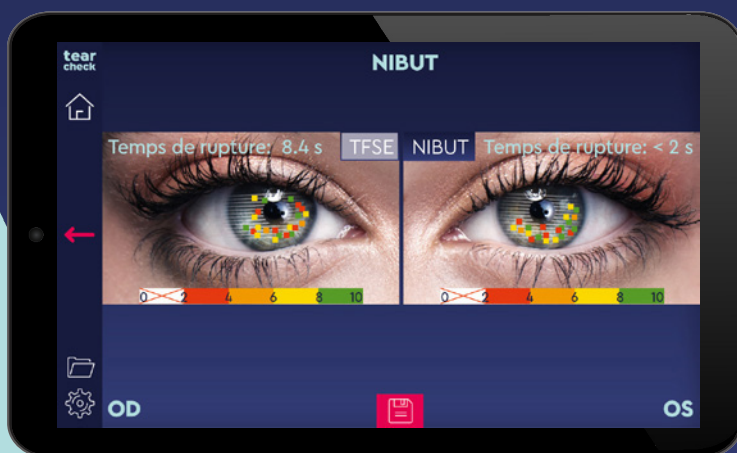 tear
check
NIBUT
Temps de rupture: 8.4 s
TFSE
NIBUT
Temps de rupture: < 2 s
0 2 4 6 8 10
0 2 4 6 8 10
OD
OS